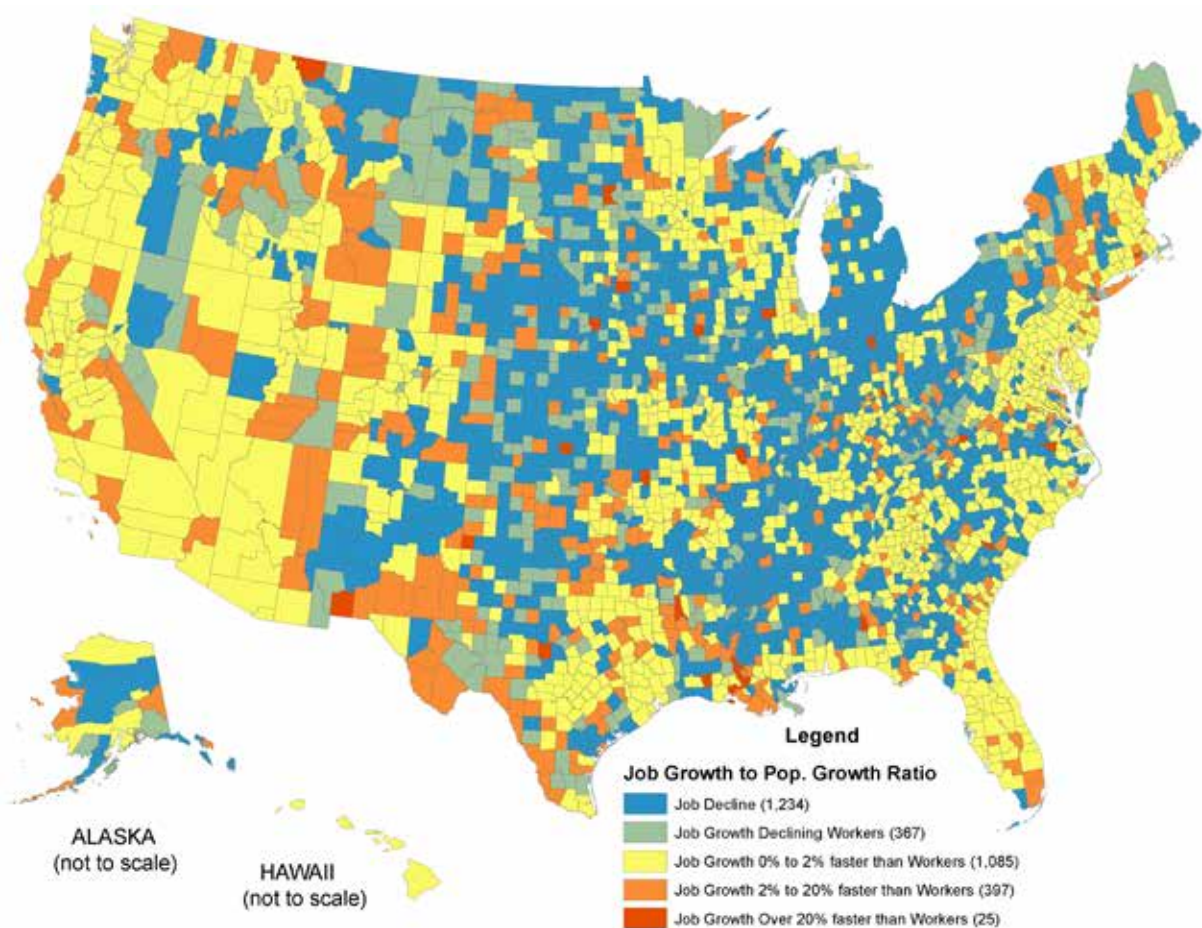 ALASKA
(not to scale)
HAWAII
(not to scale)
Legend
Job Growth to Pop. Growth Ratio
Job Decline (1,234)
Job Growth Declining Workers (367)
Job Growth 0% to 2% faster than Workers (1,085)
Job Growth 2% to 20% faster than Workers (397)
Job Growth Over 20% faster than Workers (25)